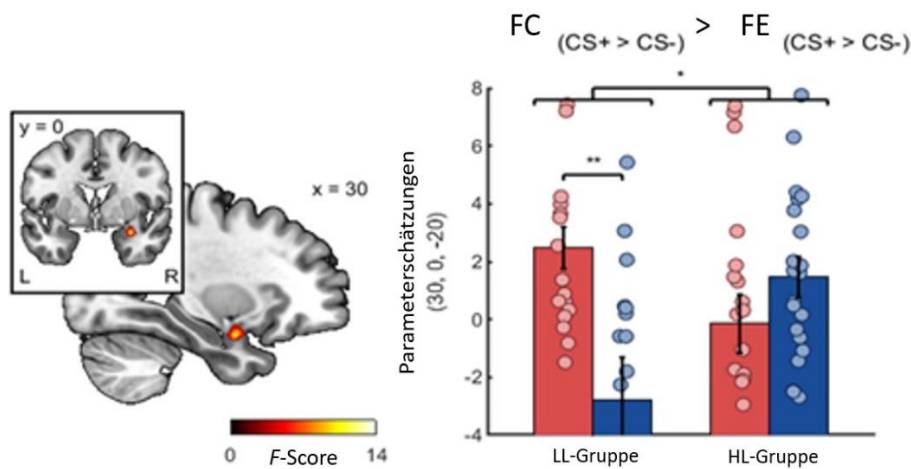 FC (CS+ > CS-) > FE (CS+ > CS-)
y = 0
L R
x = 30
0 F-Score 14
Parameterschätzungen
(30, 0, -20)
8
6
4
2
0
-2
-4
*
**
LL-Gruppe HL-Gruppe